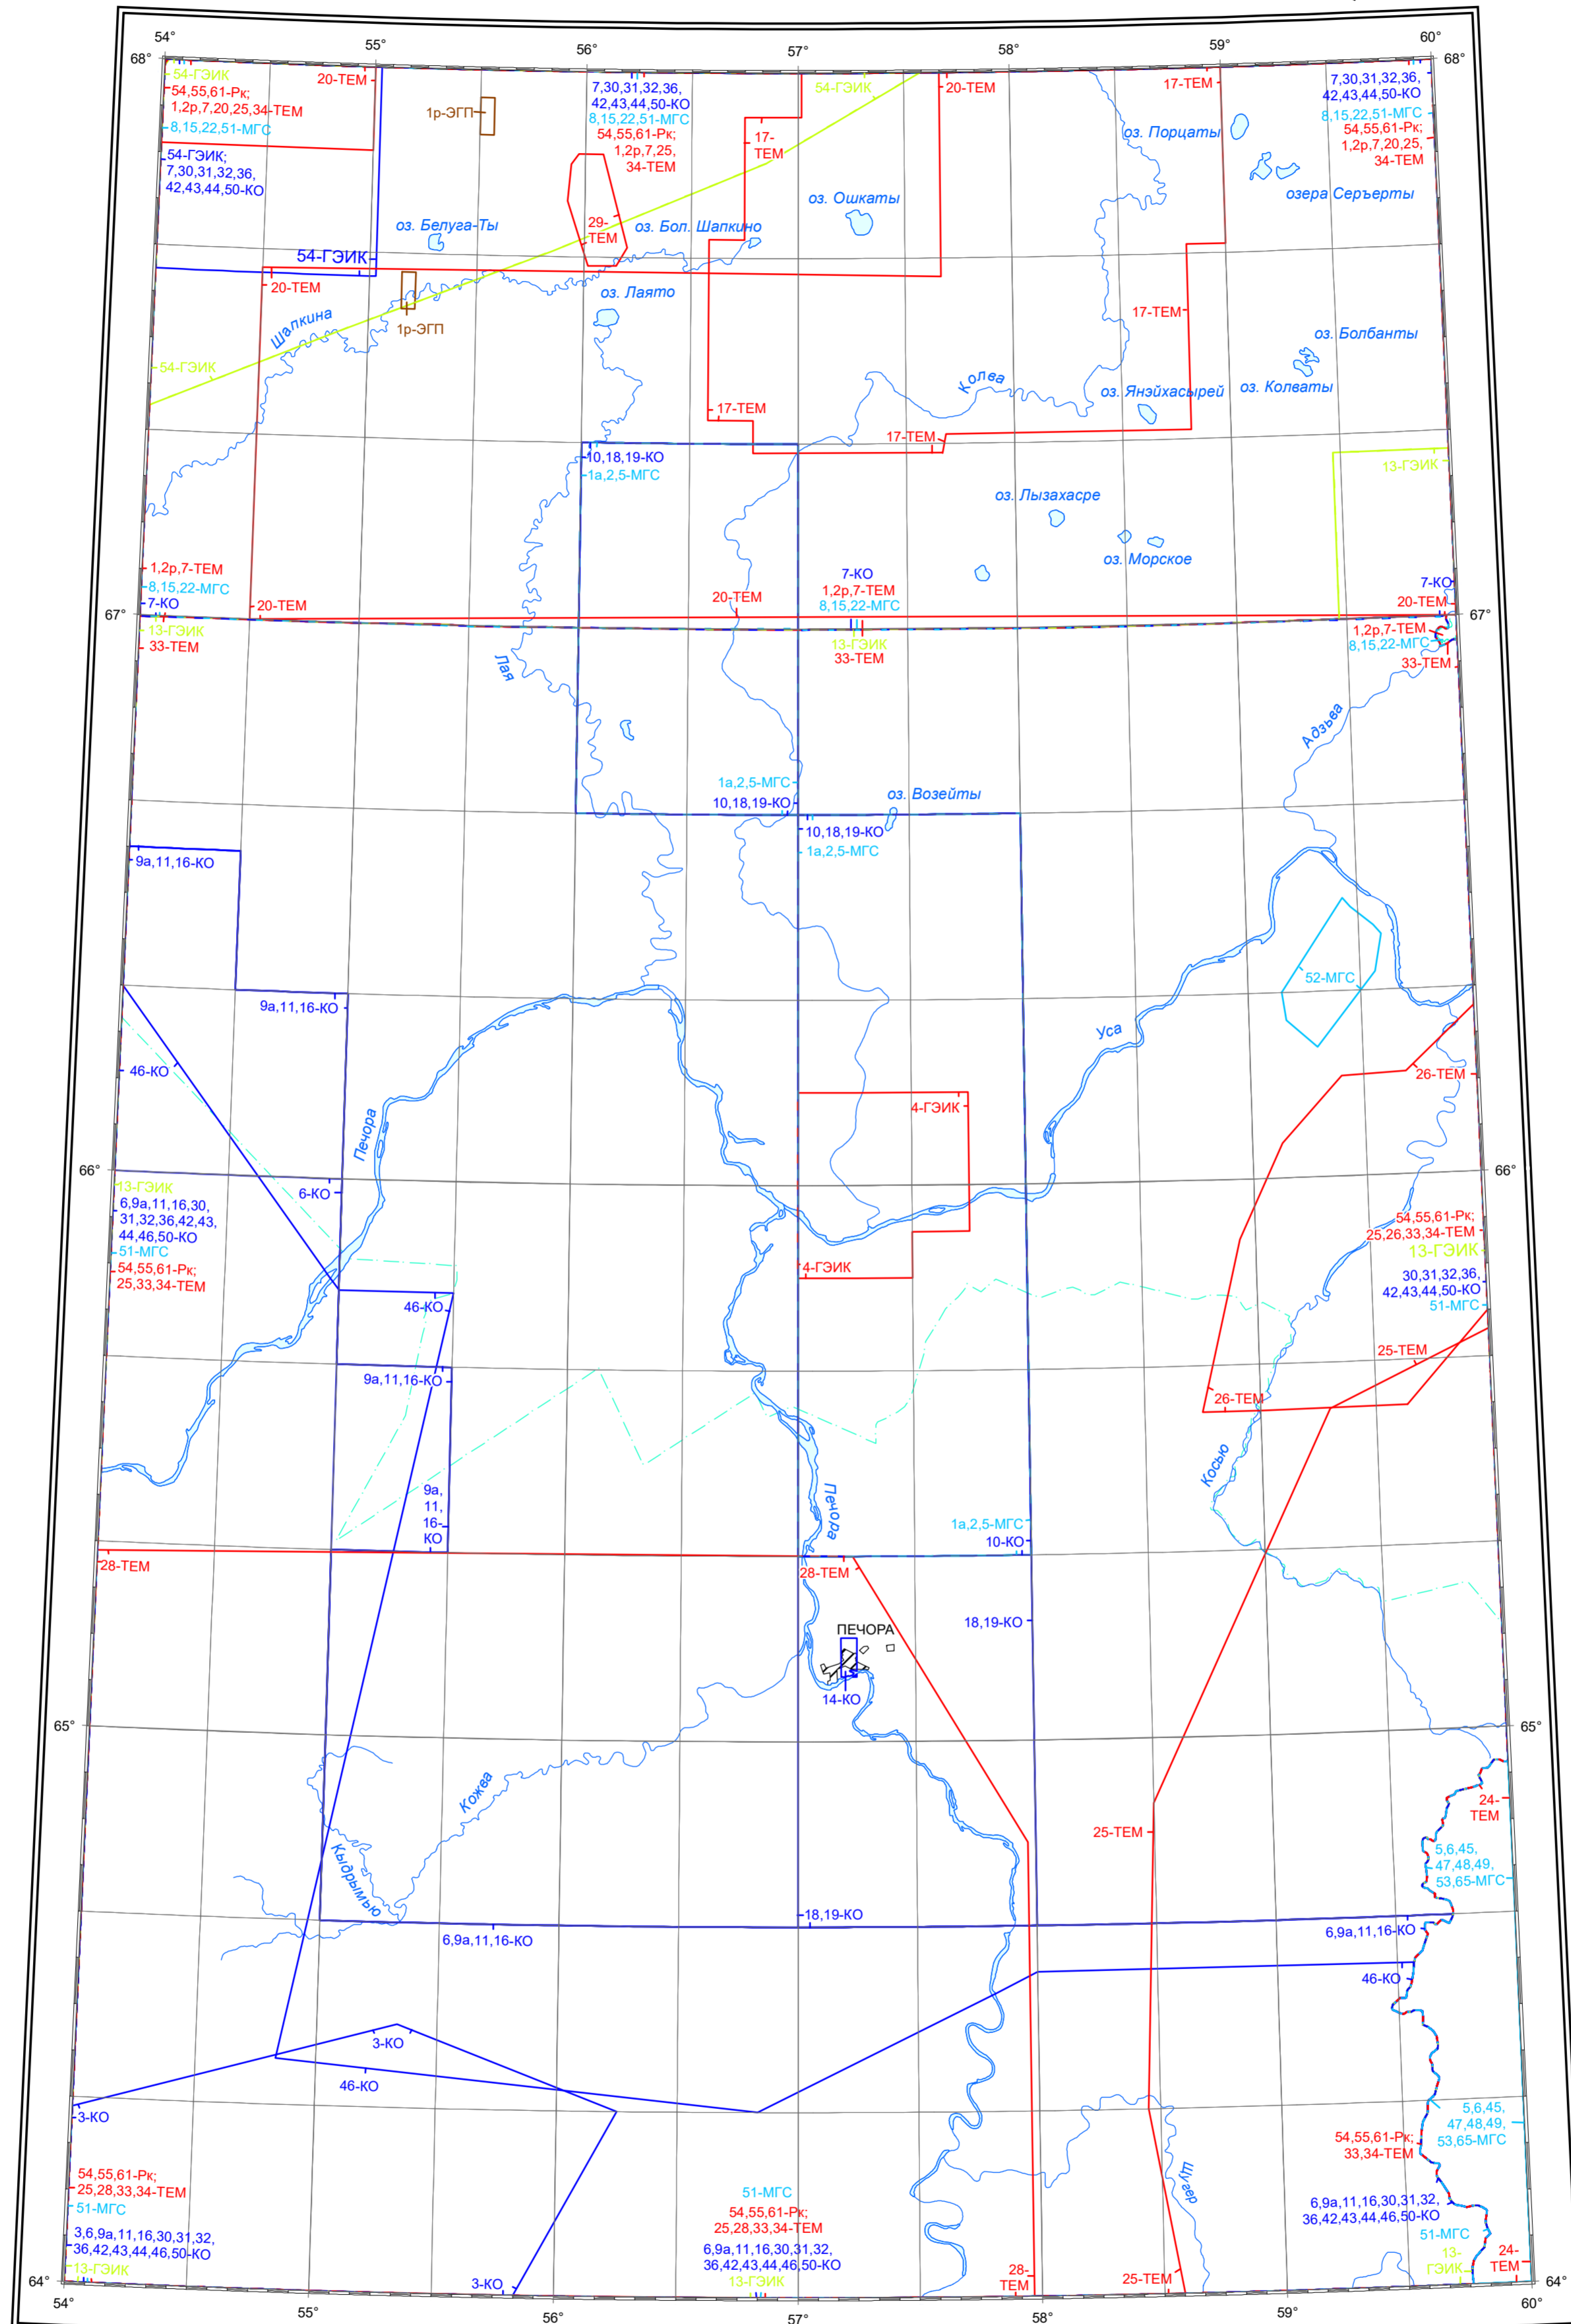 54°
55°
56°
57°
58°
59°
60°
68°
68°
54-ГЭИК
54,55,61-Рк;
1,2р,7,20,25,34-ТЕМ
8,15,22,51-МГС
20-ТЕМ
1р-ЭГП
7,30,31,32,36,
42,43,44,50-КО
8,15,22,51-МГС
54,55,61-Рк;
1,2р,7,25,
34-ТЕМ
54-ГЭИК
20-ТЕМ
17-
ТЕМ
17-ТЕМ
7,30,31,32,36,
42,43,44,50-КО
8,15,22,51-МГС
54,55,61-Рк;
1,2р,7,20,25,
34-ТЕМ
оз. Порцаты
озера Серъерты
54-ГЭИК;
7,30,31,32,36,
42,43,44,50-КО
оз. Белуга-Ты
29-
ТЕМ
оз. Бол. Шапкино
оз. Ошкаты
54-ГЭИК
20-ТЕМ
1р-ЭГП
Шапкина
оз. Лаято
17-ТЕМ
оз. Болбанты
54-ГЭИК
Колва
оз. Янэйхасырей
оз. Колваты
17-ТЕМ
17-ТЕМ
10,18,19-КО
1а,2,5-МГС
13-ГЭИК
оз. Лызахасре
оз. Морское
1,2р,7-ТЕМ
8,15,22-МГС
7-КО
20-ТЕМ
20-ТЕМ
7-КО
1,2р,7-ТЕМ
8,15,22-МГС
7-КО
20-ТЕМ
67°
67°
13-ГЭИК
33-ТЕМ
13-ГЭИК
33-ТЕМ
1,2р,7-ТЕМ
8,15,22-МГС
33-ТЕМ
Лая
Адзьва
1а,2,5-МГС
10,18,19-КО
оз. Возейты
10,18,19-КО
1а,2,5-МГС
9а,11,16-КО
52-МГС
9а,11,16-КО
Уса
46-КО
26-ТЕМ
4-ГЭИК
Печора
66°
66°
6-КО
13-ГЭИК
6,9а,11,16,30,
31,32,36,42,43,
44,46,50-КО
51-МГС
54,55,61-Рк;
25,33,34-ТЕМ
54,55,61-Рк;
25,26,33,34-ТЕМ
13-ГЭИК
30,31,32,36,
42,43,44,50-КО
51-МГС
4-ГЭИК
46-КО
25-ТЕМ
9а,11,16-КО
26-ТЕМ
Косью
9а,
11,
16-
КО
Печора
1а,2,5-МГС
10-КО
28-ТЕМ
28-ТЕМ
18,19-КО
ПЕЧОРА
14-КО
65°
65°
Кожва
24-
ТЕМ
25-ТЕМ
5,6,45,
47,48,49,
53,65-МГС
Кыдрымью
18,19-КО
6,9а,11,16-КО
6,9а,11,16-КО
46-КО
3-КО
46-КО
3-КО
5,6,45,
47,48,49,
53,65-МГС
54,55,61-Рк;
33,34-ТЕМ
Щугер
54,55,61-Рк;
25,28,33,34-ТЕМ
51-МГС
3,6,9а,11,16,30,31,32,
36,42,43,44,46,50-КО
13-ГЭИК
51-МГС
54,55,61-Рк;
25,28,33,34-ТЕМ
6,9а,11,16,30,31,32,
36,42,43,44,46,50-КО
13-ГЭИК
6,9а,11,16,30,31,32,
36,42,43,44,46,50-КО
51-МГС
13-
ГЭИК
24-
ТЕМ
3-КО
28-
ТЕМ
25-ТЕМ
64°
64°
54°
55°
56°
57°
58°
59°
60°